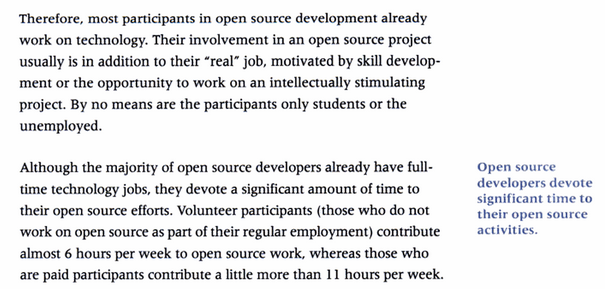 Therefore, most participants in open source development already
work on technology. Their involvement in an open source project
usually is in addition to their “real” job, motivated by skill develop-
ment or the opportunity to work on an intellectually stimulating
project. By no means are the participants only students or the
unemployed.
Although the majority of open source developers already have full-
time technology jobs, they devote a significant amount of time to
their open source efforts. Volunteer participants (those who do not
work on open source as part of their regular employment) contribute
almost 6 hours per week to open source work, whereas those who
are paid participants contribute a little more than 11 hours per week.
Open source
developers devote
significant time to
their open source
activities.